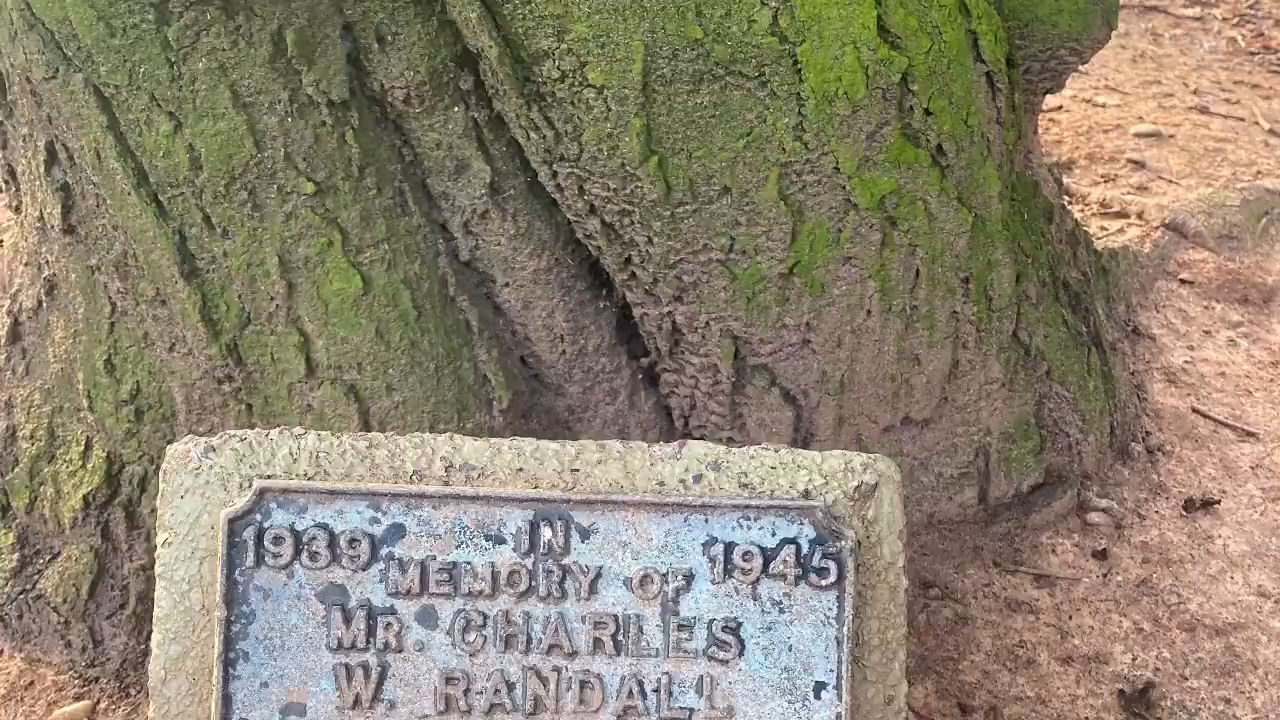 1939 IN 1945
MEMORY OF
MR. CHARLES
W. RANDALL